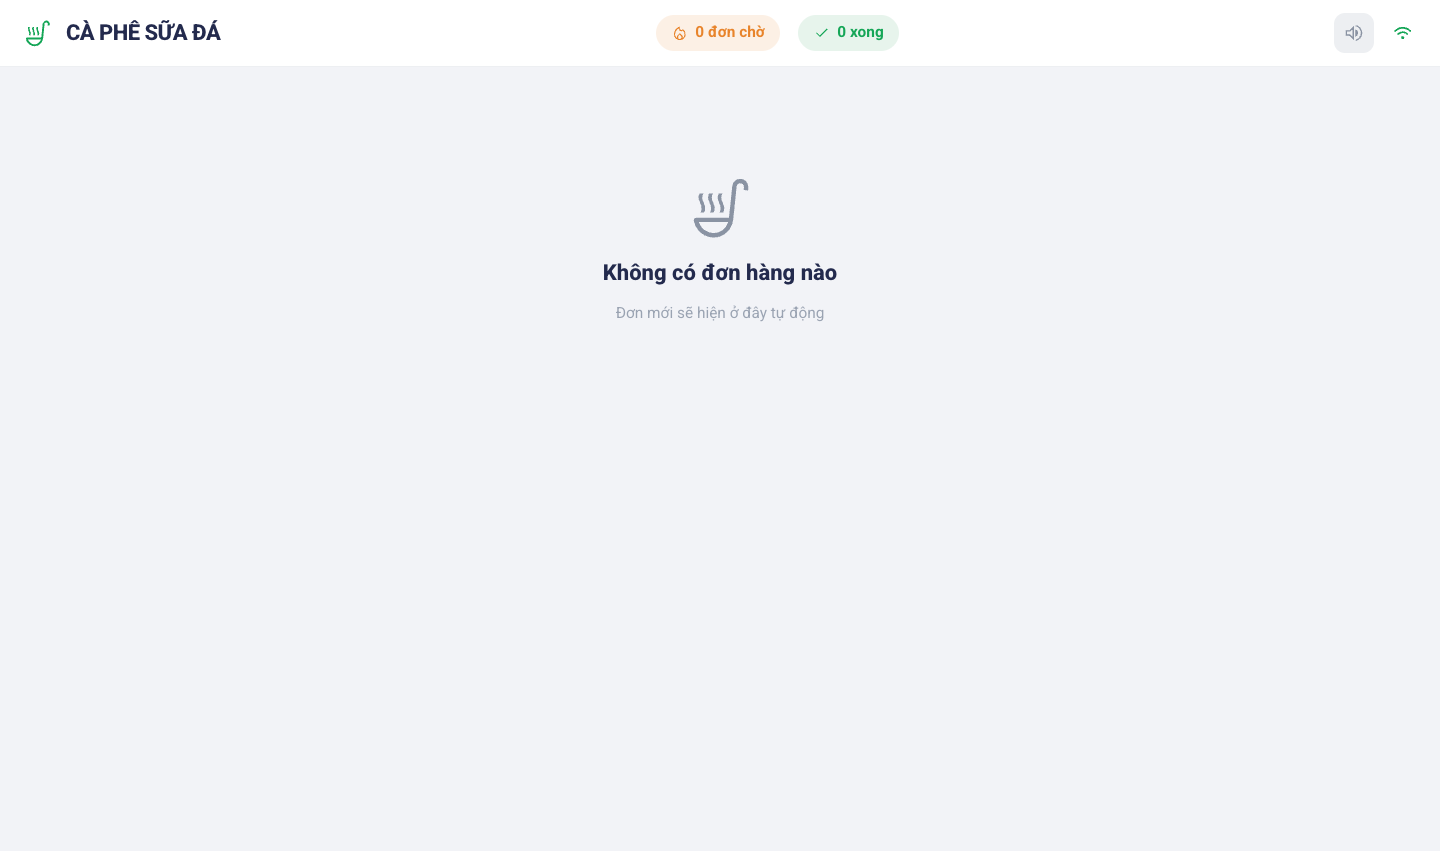 CÀ PHÊ SỮA ĐÁ
0 đơn chờ
0 xong
Không có đơn hàng nào
Đơn mới sẽ hiện ở đây tự động